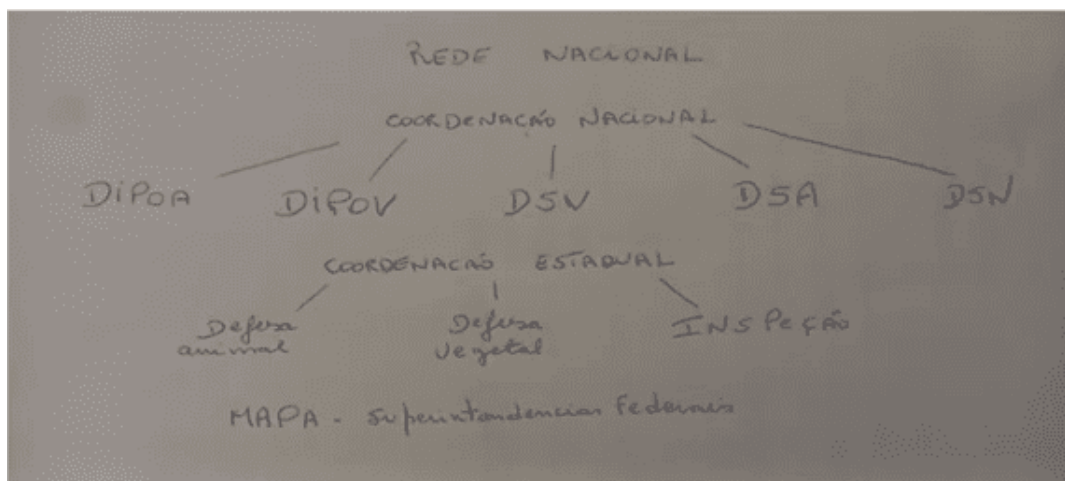 REDE NACIONAL
COORDENACÃO NACIONAL
DIPOA DIPOV DSV DSA DSN
COORDENACÃO ESTADUAL
Defesa Defesa INSPEÇÃO
animal vegetal
MAPA - Superintendencias Federais